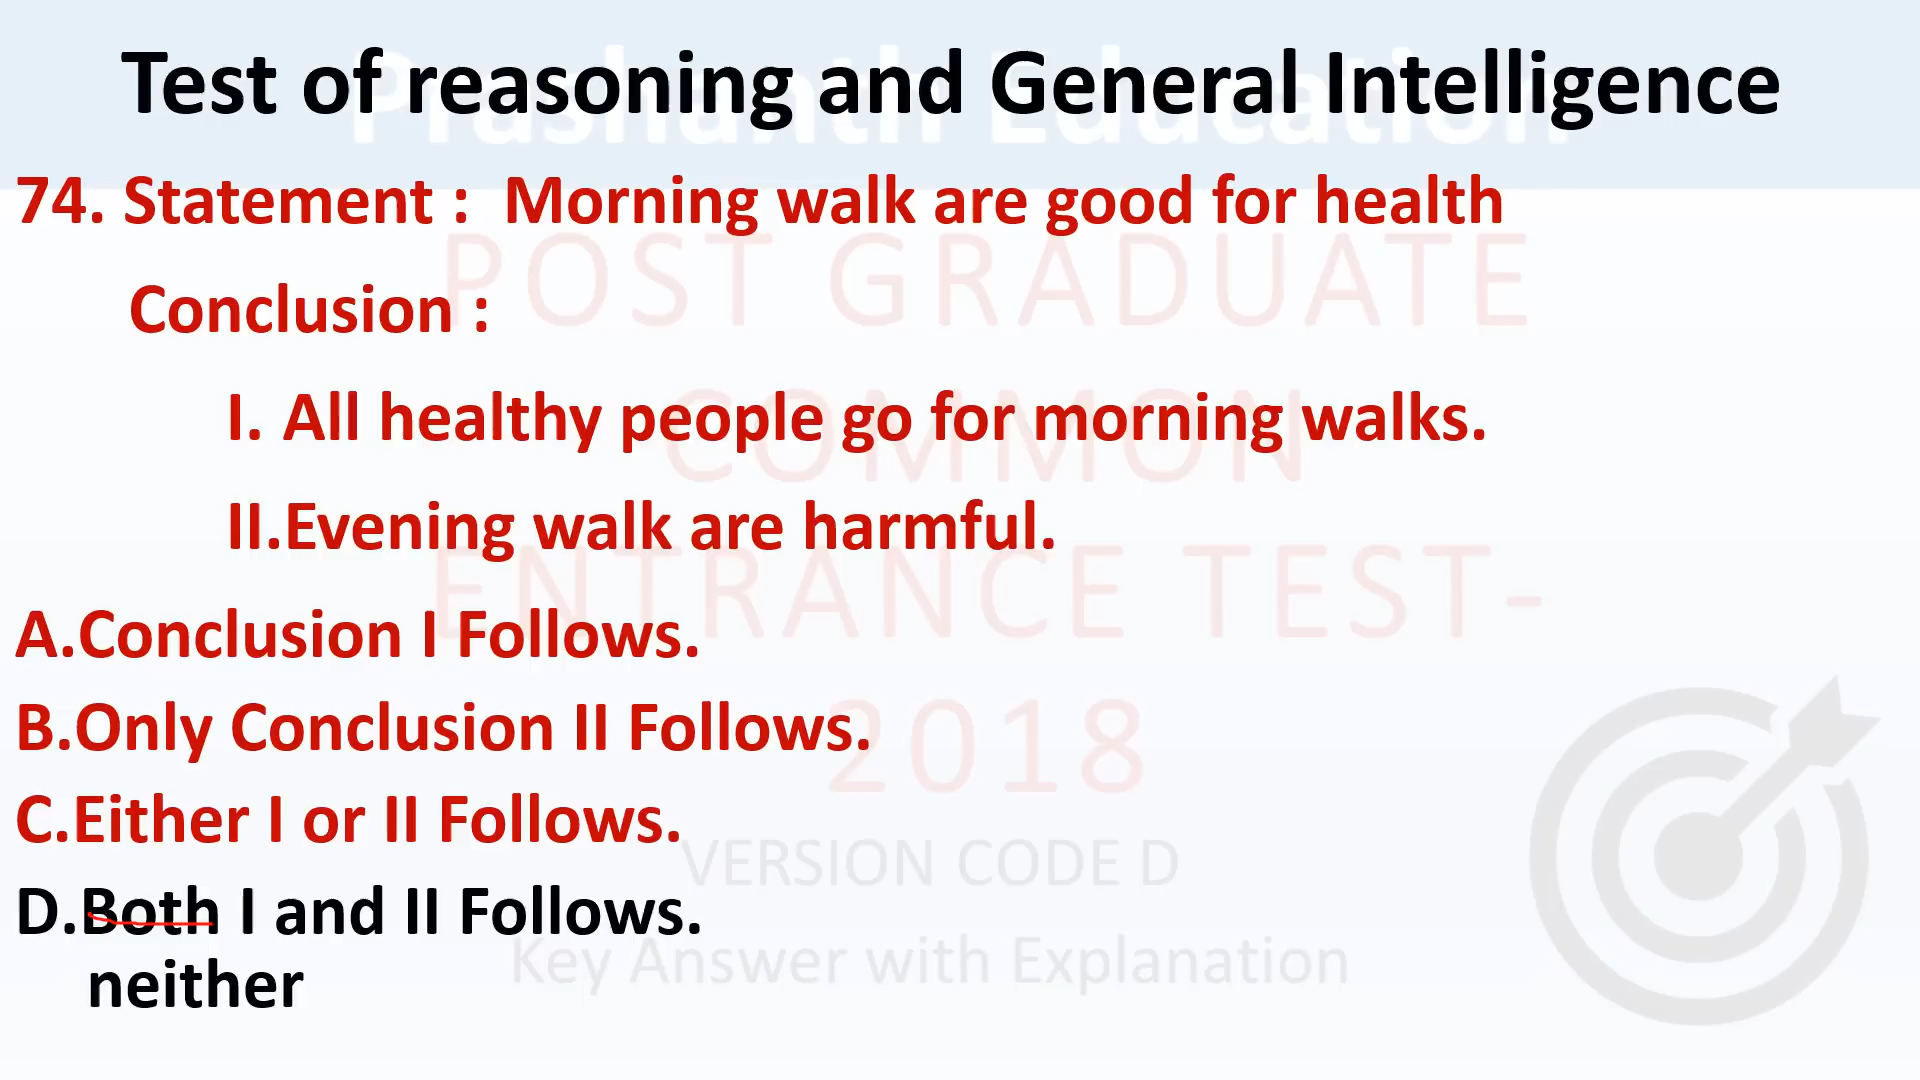 Prashanth Education
Test of reasoning and General Intelligence
74. Statement :  Morning walk are good for health
POST GRADUATE
Conclusion :
I. All healthy people go for morning walks.
COMMON
II.Evening walk are harmful.
ENTRANCE TEST-
A.Conclusion I Follows.
B.Only Conclusion II Follows.
2018
C.Either I or II Follows.
VERSION CODE D
D.Both I and II Follows.
Key Answer with Explanation
neither